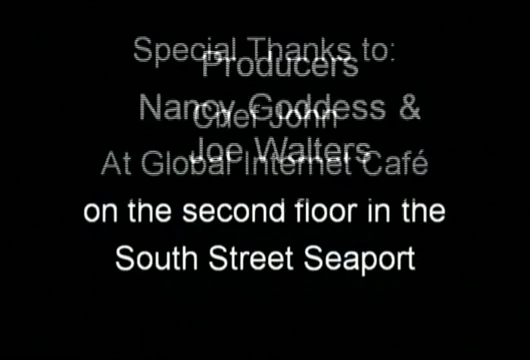 Special Thanks to:
Producers
Nancy Goddess &
Chef John
Joe Walters
At Global Internet Café
on the second floor in the
South Street Seaport